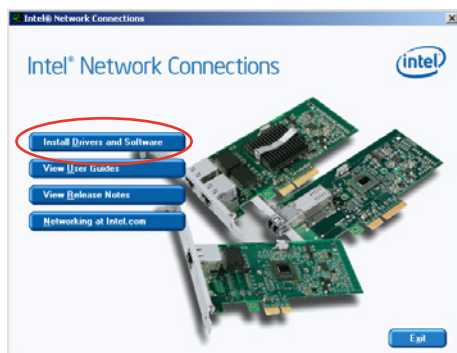 Intel® Network Connections
Intel® Network Connections
intel
Install Drivers and Software
View User Guides
View Release Notes
Networking at Intel.com
Exit